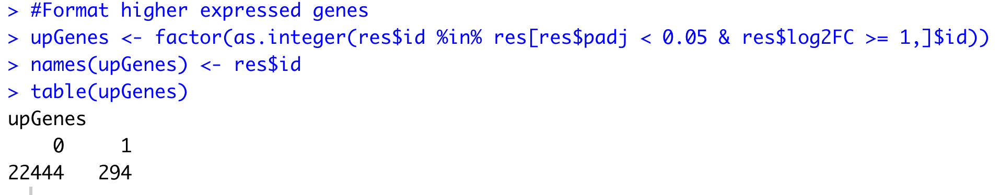 > #Format higher expressed genes
> upGenes <- factor(as.integer(res$id %in% res[res$padj < 0.05 & res$log2FC >= 1,]$id))
> names(upGenes) <- res$id
> table(upGenes)
upGenes
    0     1
22444   294